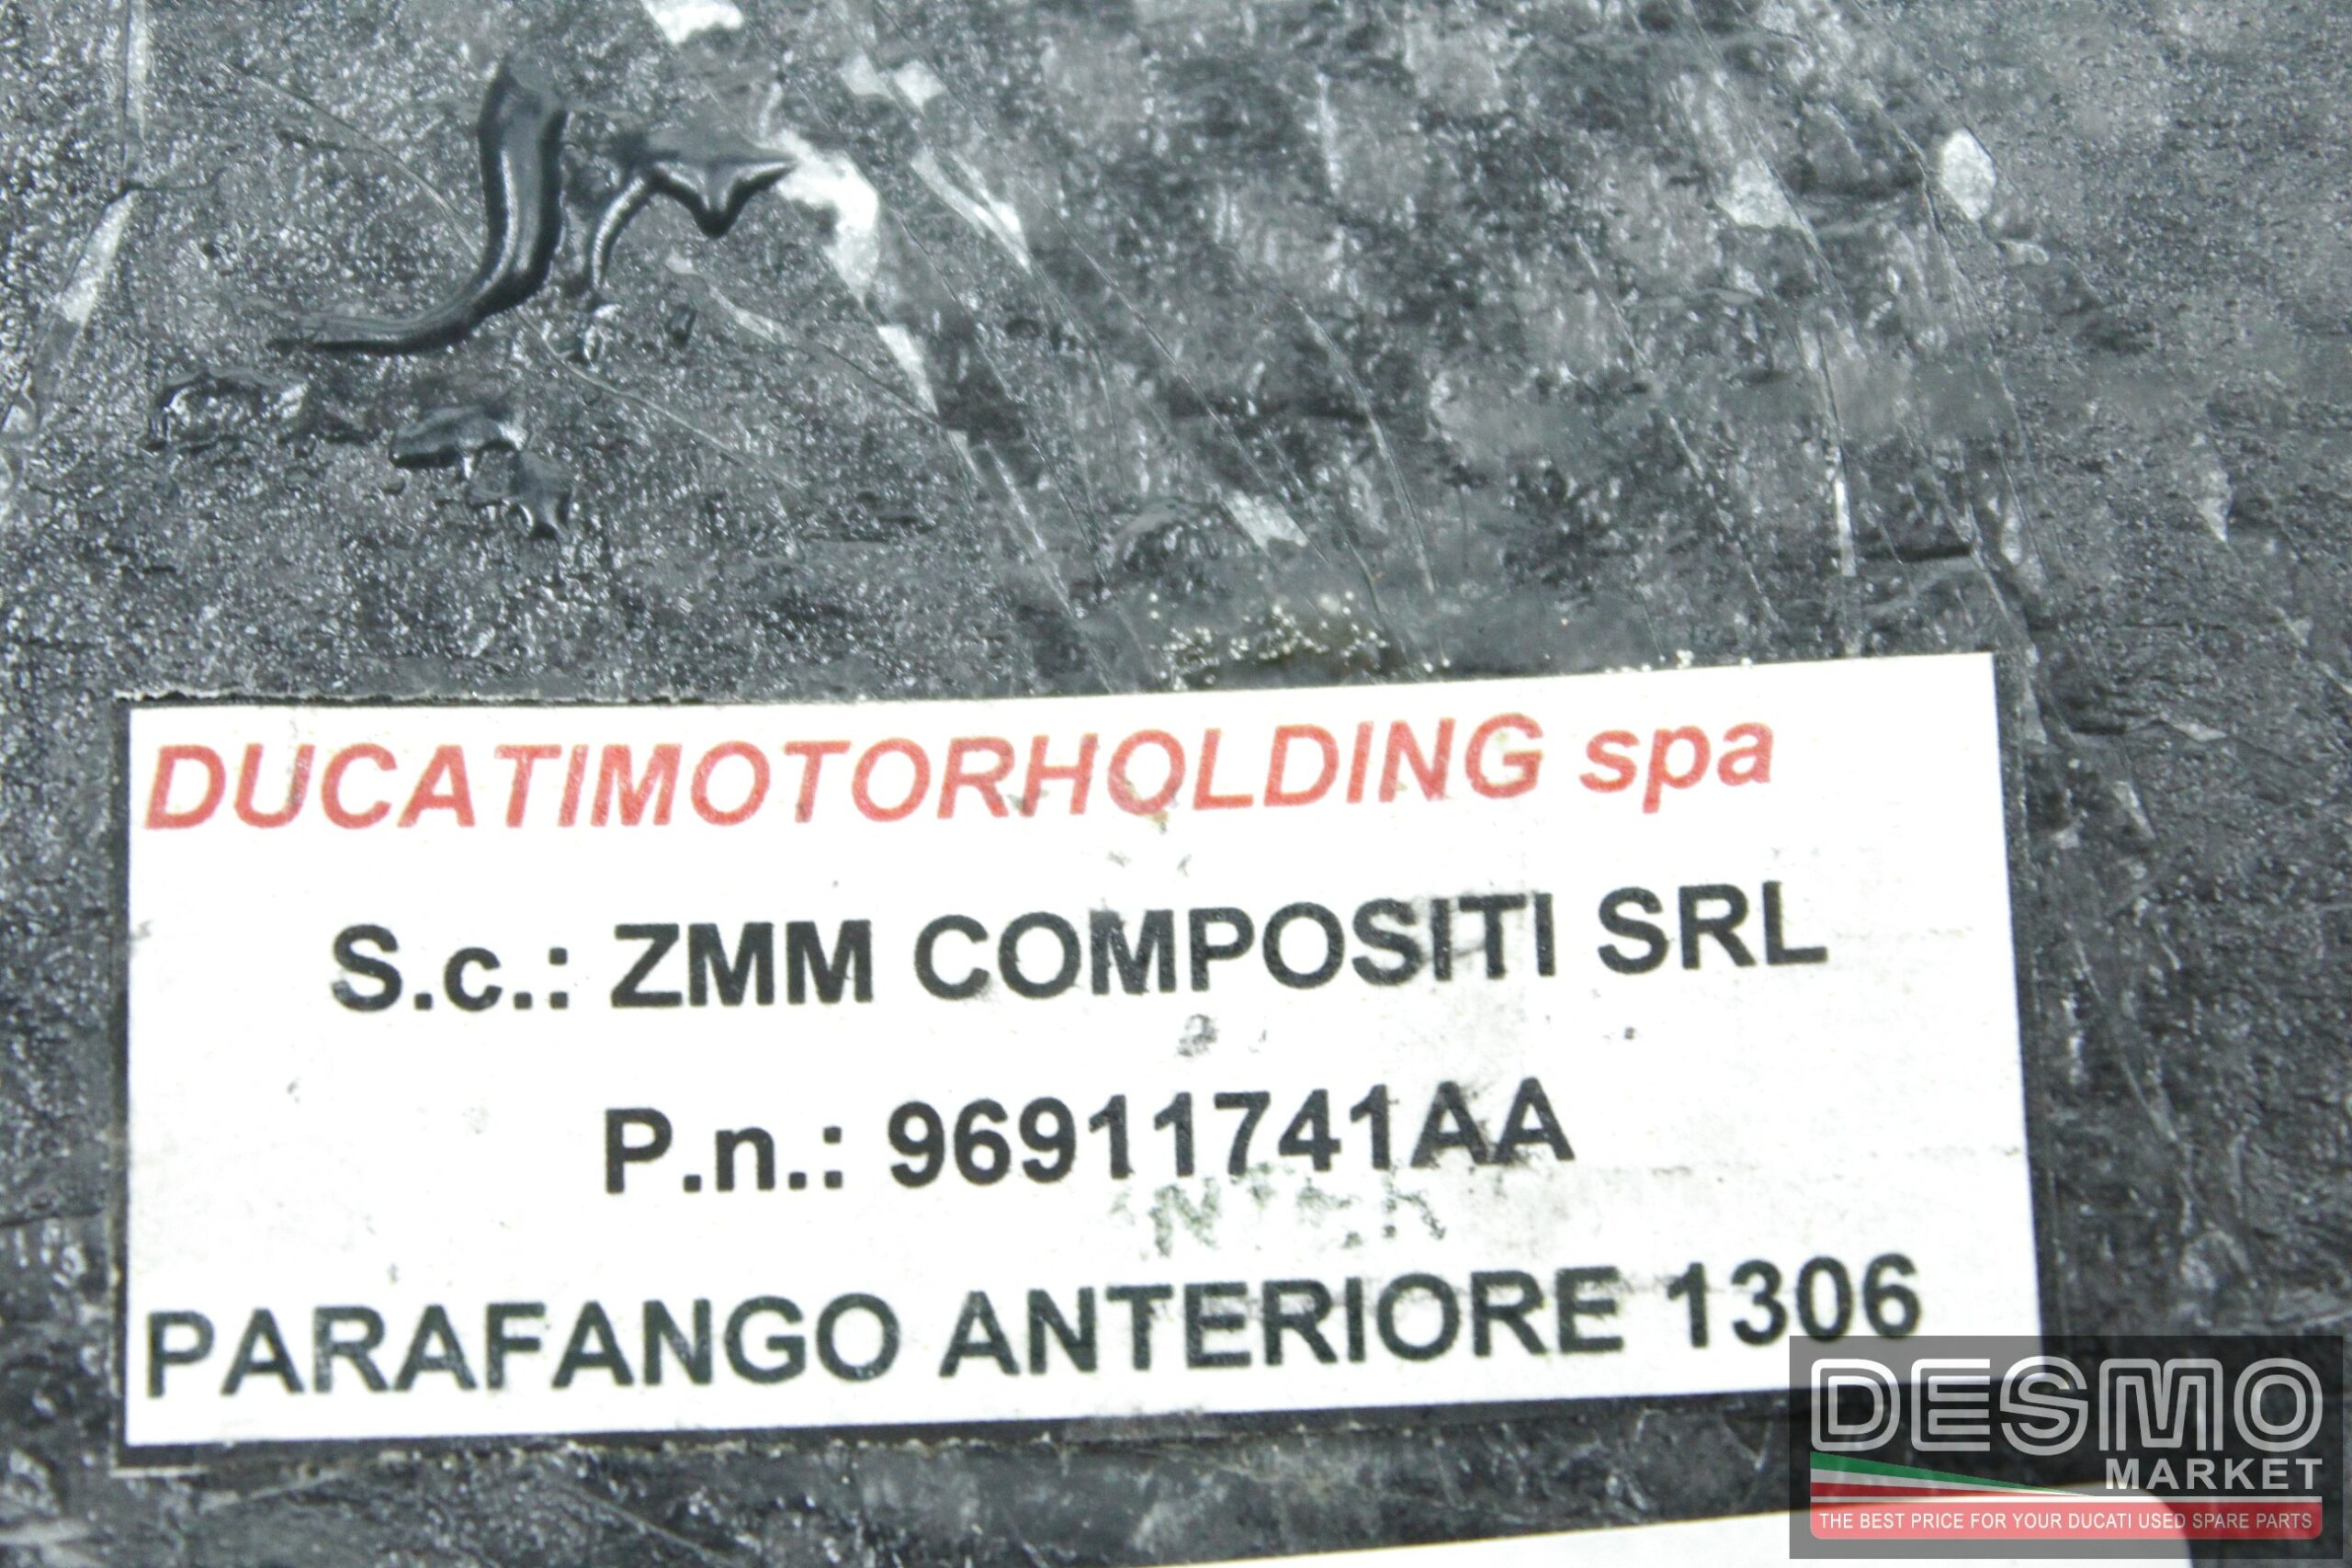 DUCATIMOTORHOLDING spa
S.c.: ZMM COMPOSITI SRL
P.n.: 96911741AA
PARAFANGO ANTERIORE 1306
DESMO
MARKET
THE BEST PRICE FOR YOUR DUCATI USED SPARE PARTS